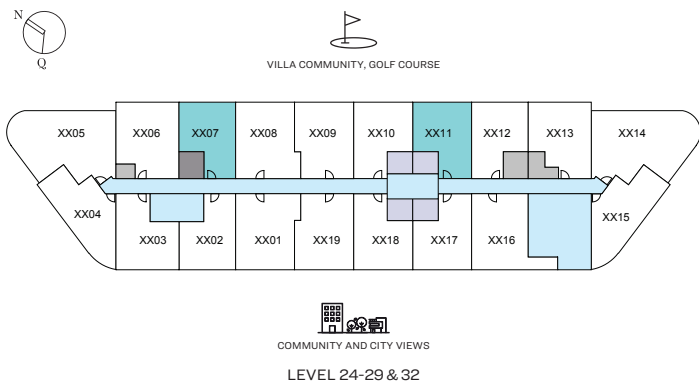 N
Q
VILLA COMMUNITY, GOLF COURSE
XX05
XX06
XX07
XX08
XX09
XX10
XX11
XX12
XX13
XX14
XX04
XX03
XX02
XX01
XX19
XX18
XX17
XX16
XX15
COMMUNITY AND CITY VIEWS
LEVEL 24-29 & 32